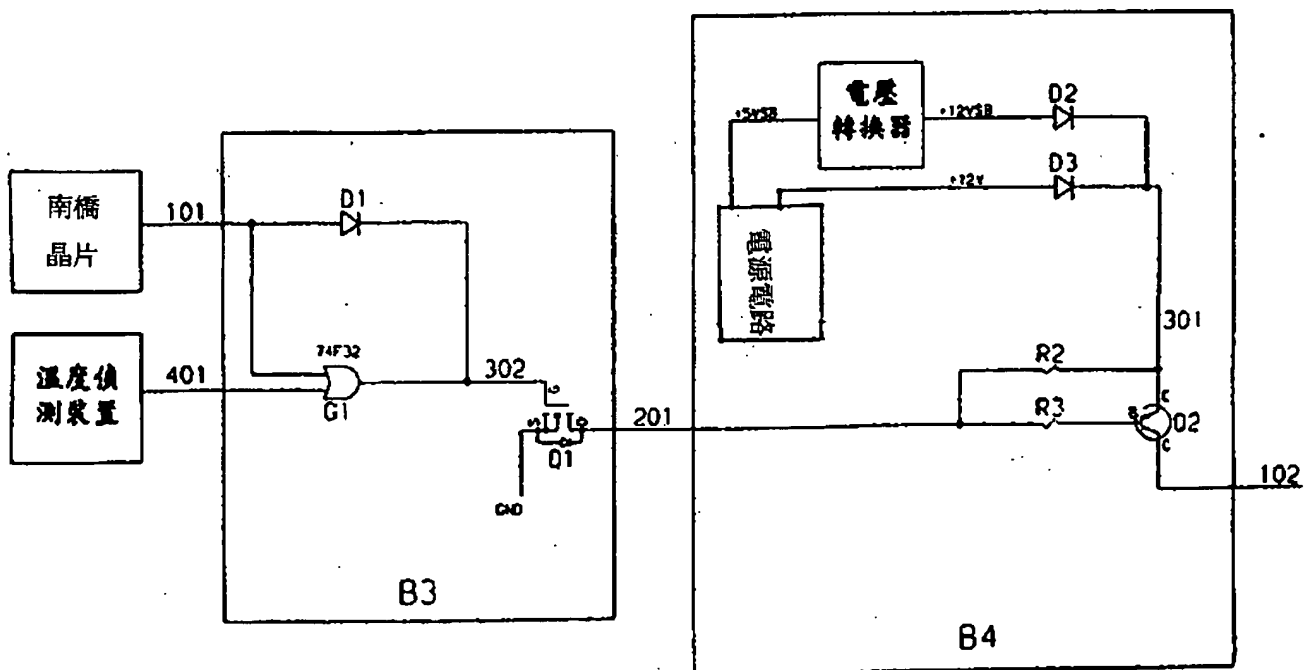 電壓
轉換器
+5VSB
+12VSB
D2
D3
+12V
電源電路
301
南橋
晶片
101
D1
74F32
溫度偵
測裝置
401
G1
302
G
S
D
Q1
GND
201
R2
R3
C
B
Q2
C
102
B3
B4